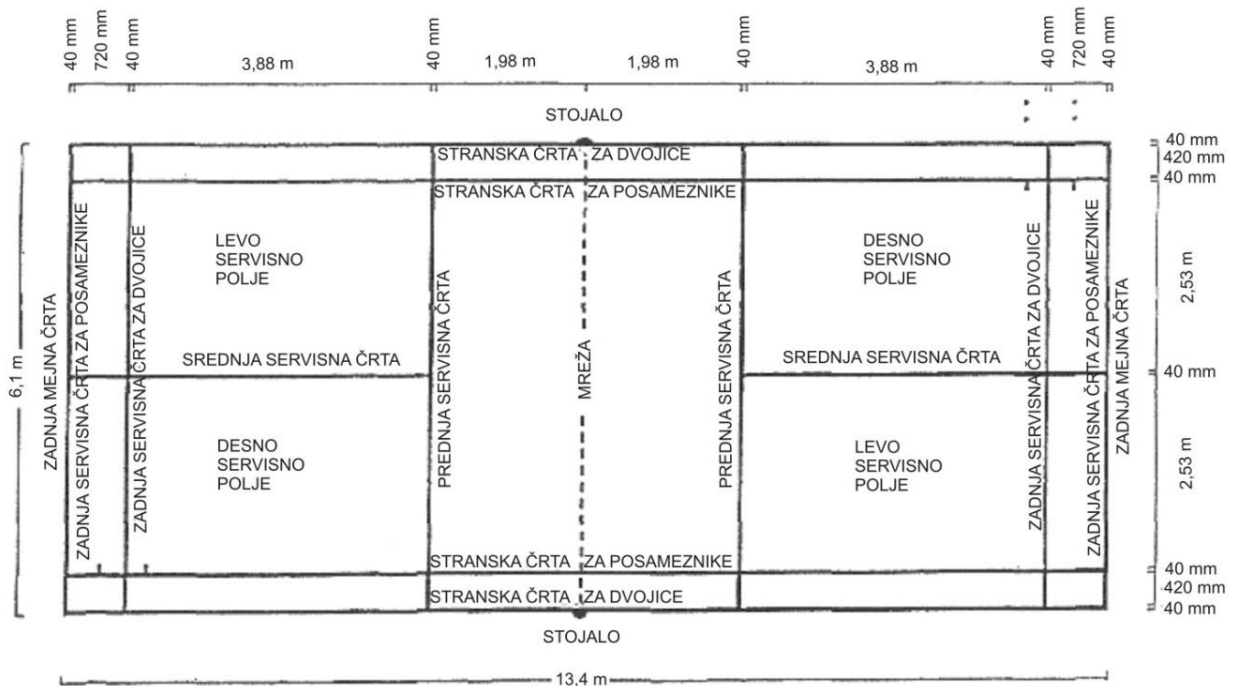 40 mm
720 mm
40 mm
3,88 m
40 mm
1,98 m
1,98 m
40 mm
3,88 m
40 mm
720 mm
40 mm
STOJALO
STRANSKA ČRTA ZA DVOJICE
STRANSKA ČRTA ZA POSAMEZNIKE
40 mm
420 mm
40 mm
6,1 m
ZADNJA MEJNA ČRTA
ZADNJA SERVISNA ČRTA ZA POSAMEZNIKE
ZADNJA SERVISNA ČRTA ZA DVOJICE
LEVO
SERVISNO
POLJE
PREDNJA SERVISNA ČRTA
MREŽA
PREDNJA SERVISNA ČRTA
DESNO
SERVISNO
POLJE
ZADNJA SERVISNA ČRTA ZA DVOJICE
ZADNJA SERVISNA ČRTA ZA POSAMEZNIKE
ZADNJA MEJNA ČRTA
2,53 m
SREDNJA SERVISNA ČRTA
SREDNJA SERVISNA ČRTA
40 mm
DESNO
SERVISNO
POLJE
LEVO
SERVISNO
POLJE
2,53 m
STRANSKA ČRTA ZA POSAMEZNIKE
STRANSKA ČRTA ZA DVOJICE
40 mm
420 mm
40 mm
STOJALO
13,4 m